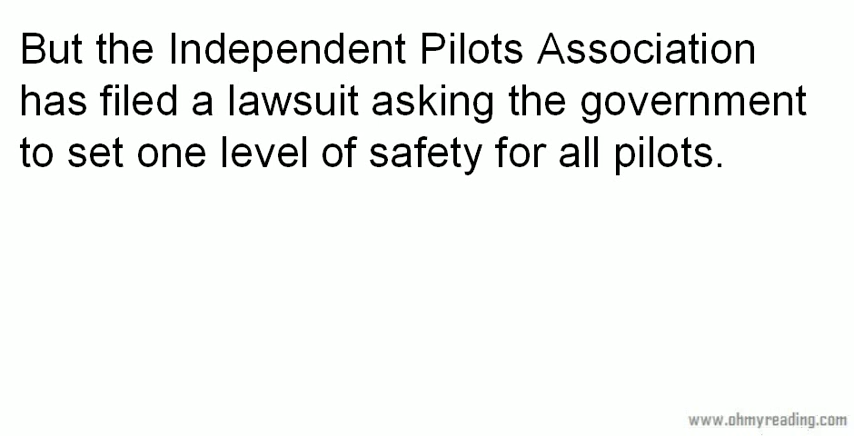 But the Independent Pilots Association
has filed a lawsuit asking the government
to set one level of safety for all pilots.
www.ohmyreading.com